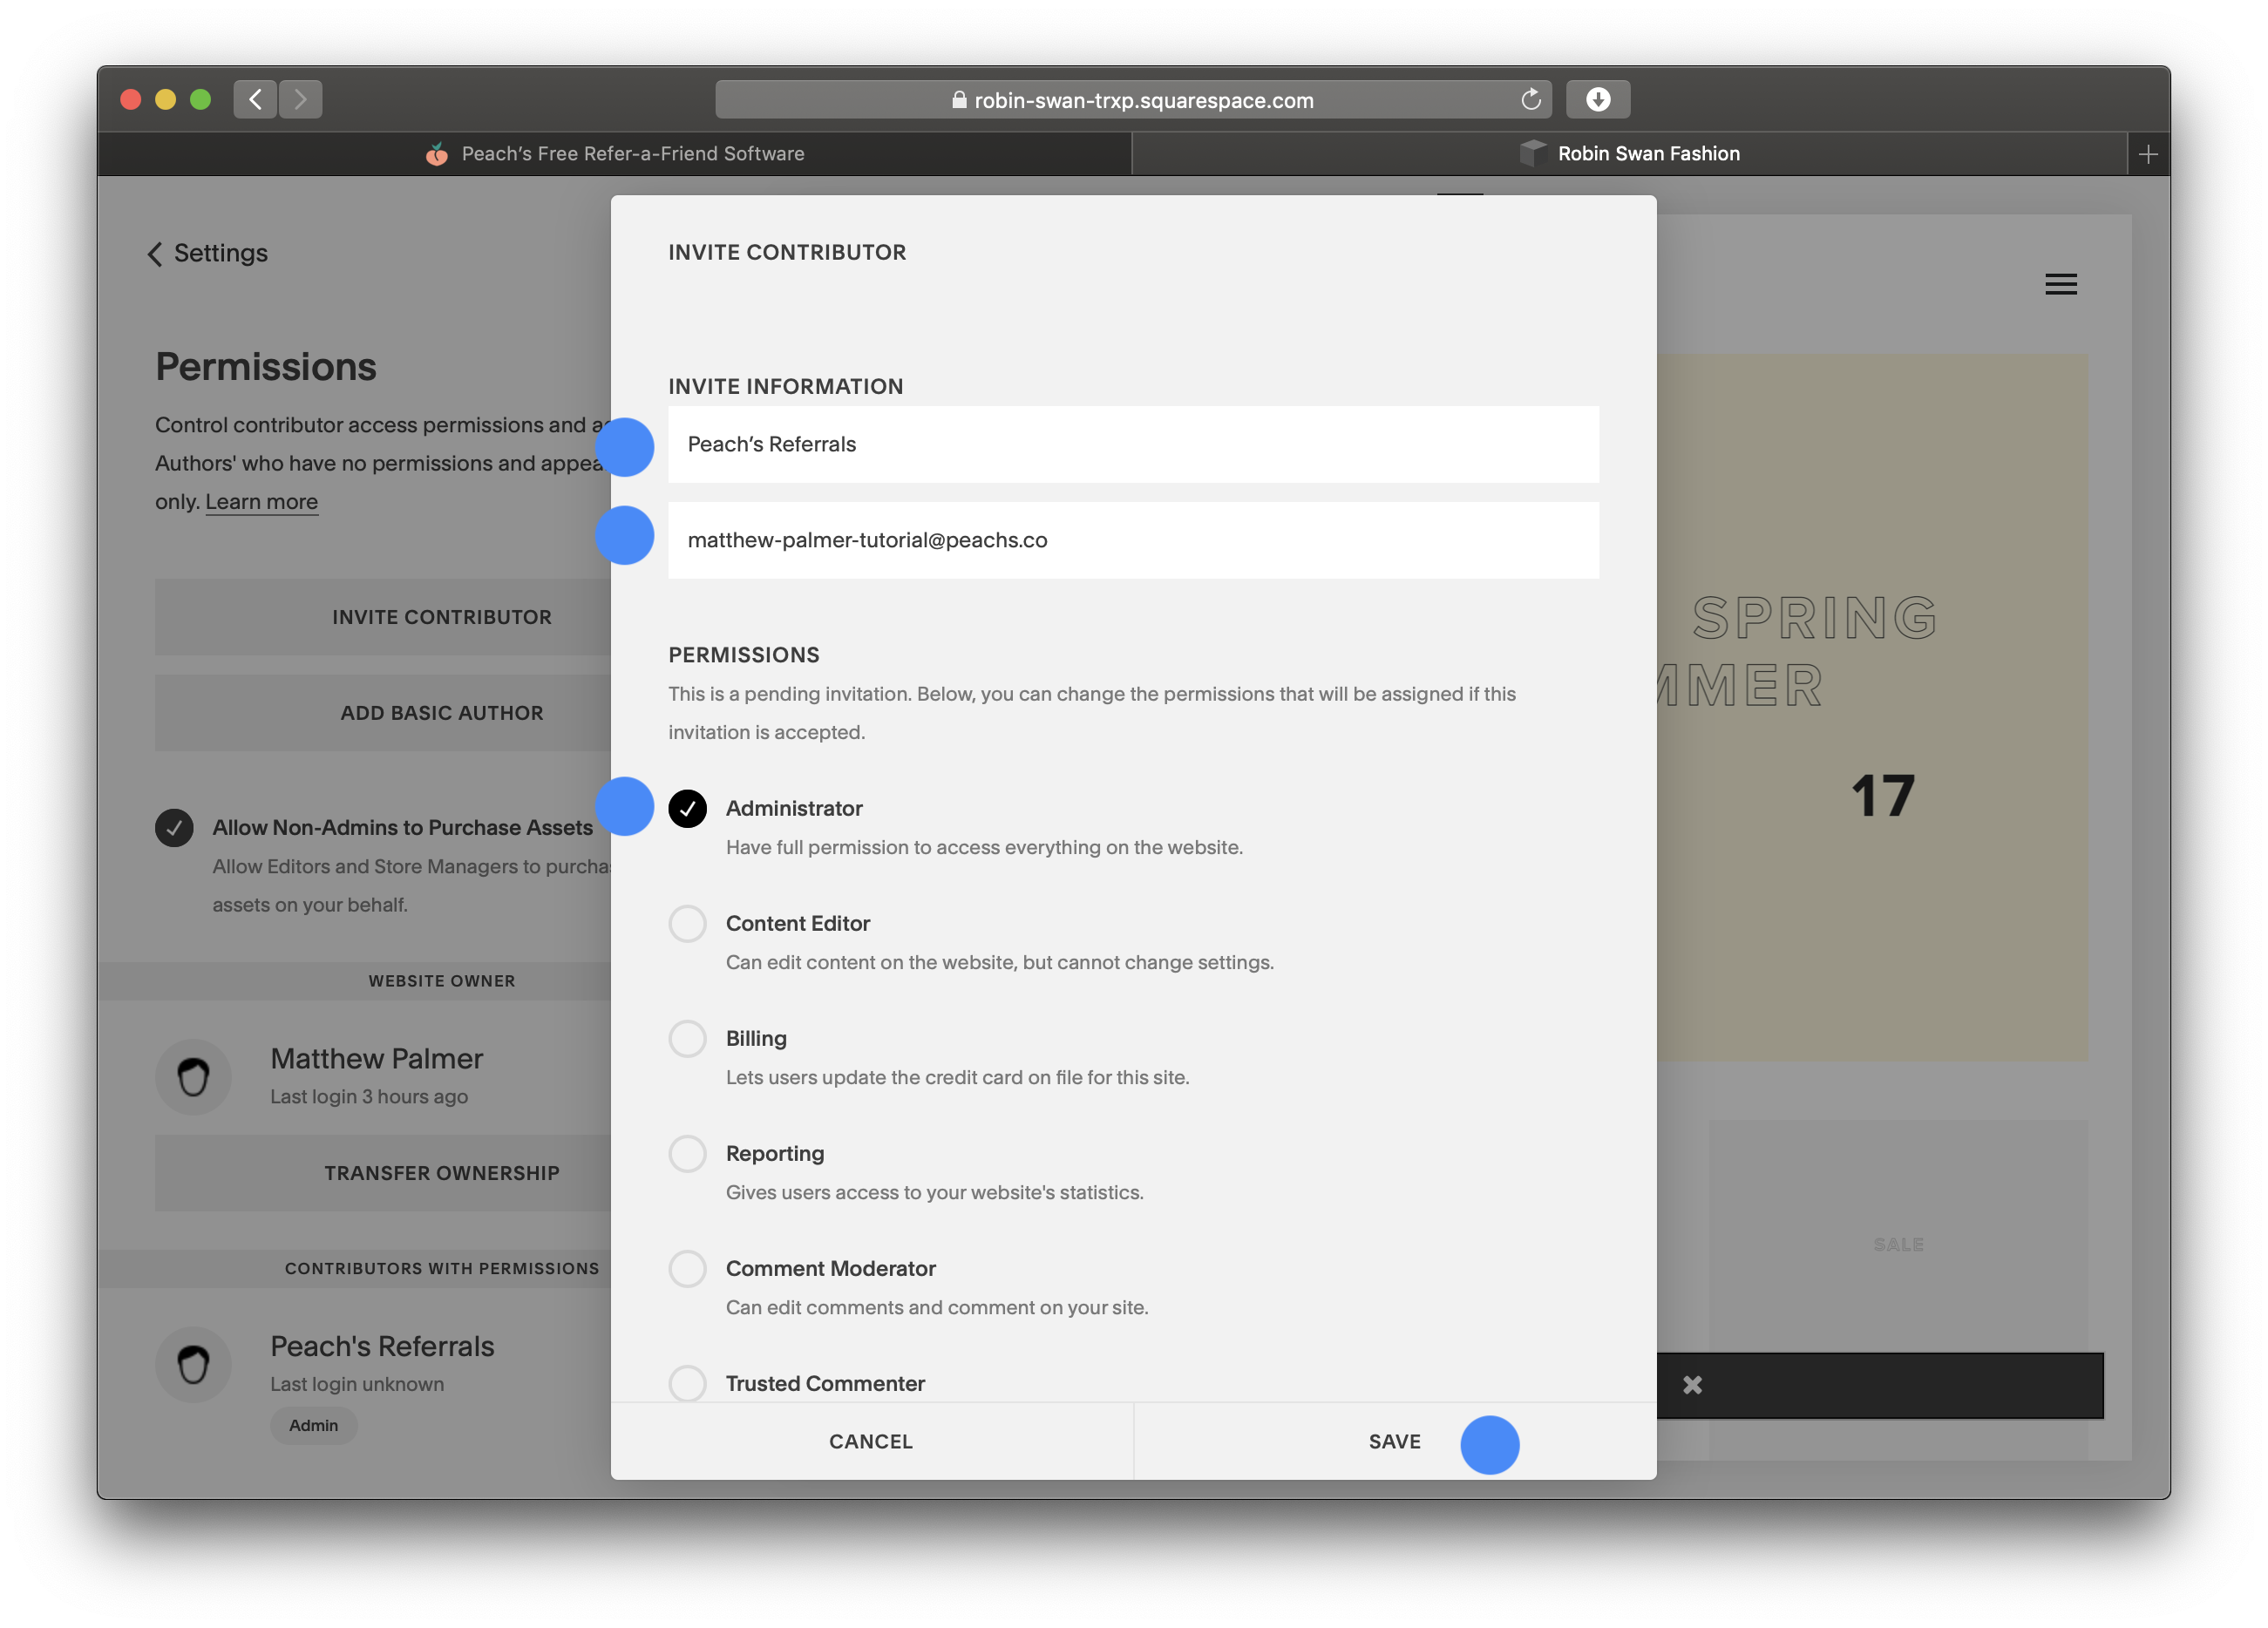 robin-swan-trxp.squarespace.com
Peach’s Free Refer-a-Friend Software
Robin Swan Fashion
Settings
Permissions
Control contributor access permissions and
Authors' who have no permissions and
only. Learn more
INVITE CONTRIBUTOR
ADD BASIC AUTHOR
Allow Non-Admins to Purchase Assets
Allow Editors and Store Managers to
assets on your behalf.
WEBSITE OWNER
Matthew Palmer
Last login 3 hours ago
TRANSFER OWNERSHIP
CONTRIBUTORS WITH PERMISSIONS
Peach's Referrals
Last login unknown
Admin
INVITE CONTRIBUTOR
INVITE INFORMATION
Peach’s Referrals
matthew-palmer-tutorial@peachs.co
PERMISSIONS
This is a pending invitation. Below, you can change the permissions that will be assigned if this
invitation is accepted.
Administrator
Have full permission to access everything on the website.
Content Editor
Can edit content on the website, but cannot change settings.
Billing
Lets users update the credit card on file for this site.
Reporting
Gives users access to your website's statistics.
Comment Moderator
Can edit comments and comment on your site.
Trusted Commenter
CANCEL
SAVE
SPRING
MMER
17
SALE